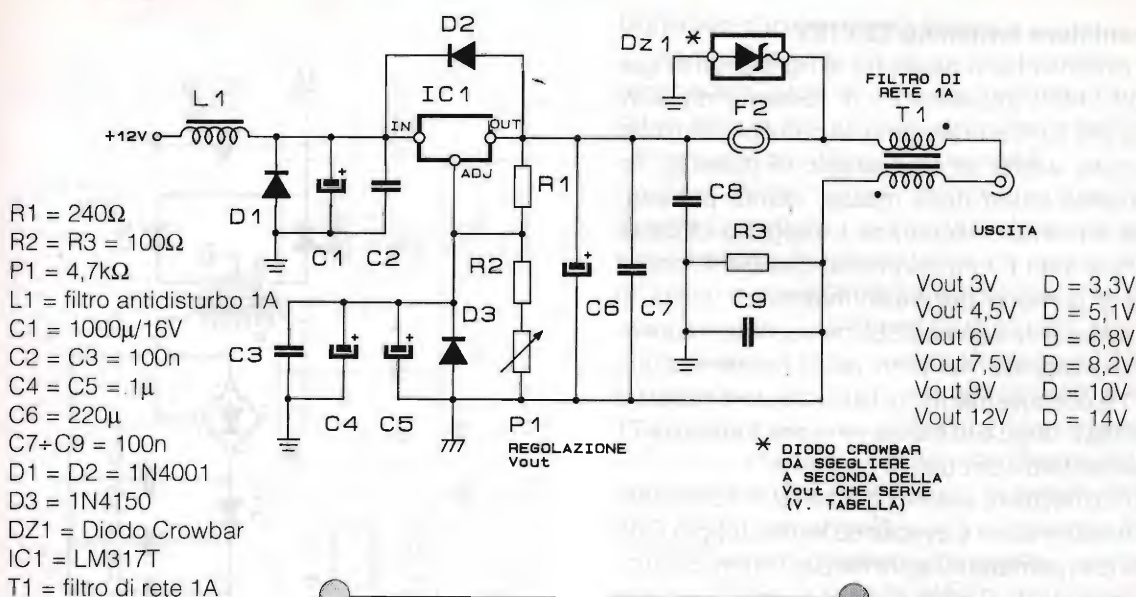 D2
Dz 1 *
FILTRO DI
RETE 1A
L.1
IC1
F2
T1
+12V
IN
OUT
ADJ
R1
C8
D1
R3
USCITA
C1
C2
R2
C9
D3
C6
C7
C3
C4
C5
P.1
REGOLAZIONE
Vout
R1 = 240Ω
R2 = R3 = 100Ω
P1 = 4,7kΩ
L1 = filtro antidisturbo 1A
C1 = 1000µ/16V
C2 = C3 = 100n
C4 = C5 = .1µ
C6 = 220µ
C7÷C9 = 100n
D1 = D2 = 1N4001
D3 = 1N4150
DZ1 = Diodo Crowbar
IC1 = LM317T
T1 = filtro di rete 1A
Vout 3V D = 3,3V
Vout 4,5V D = 5,1V
Vout 6V D = 6,8V
Vout 7,5V D = 8,2V
Vout 9V D = 10V
Vout 12V D = 14V
* DIODO CROWBAR
DA SGEGLIERE
A SECONDA DELLA
Vout CHE SERVE
(V. TABELLA)